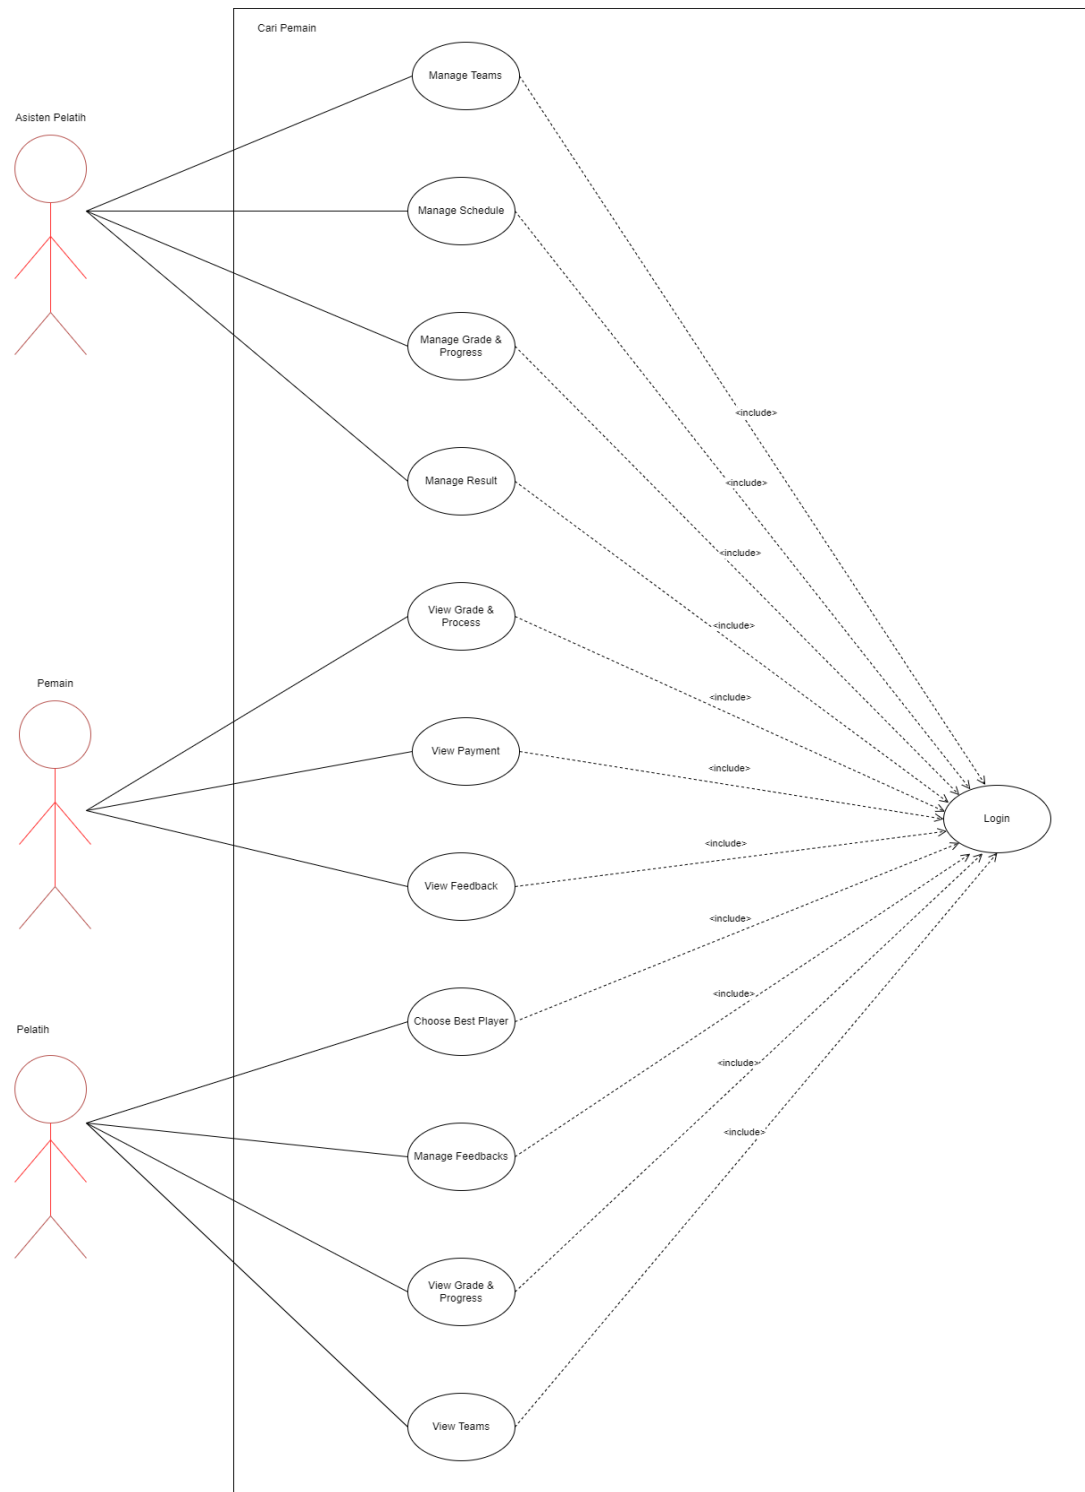 Cari Pemain
Asisten Pelatih
Manage Teams
Manage Schedule
Manage Grade &
Progress
<include>
<include>
Manage Result
<include>
View Grade &
Process
<include>
Pemain
<include>
View Payment
<include>
Login
<include>
View Feedback
<include>
Pelatih
Choose Best Player
<include>
<include>
Manage Feedbacks
<include>
View Grade &
Progress
View Teams